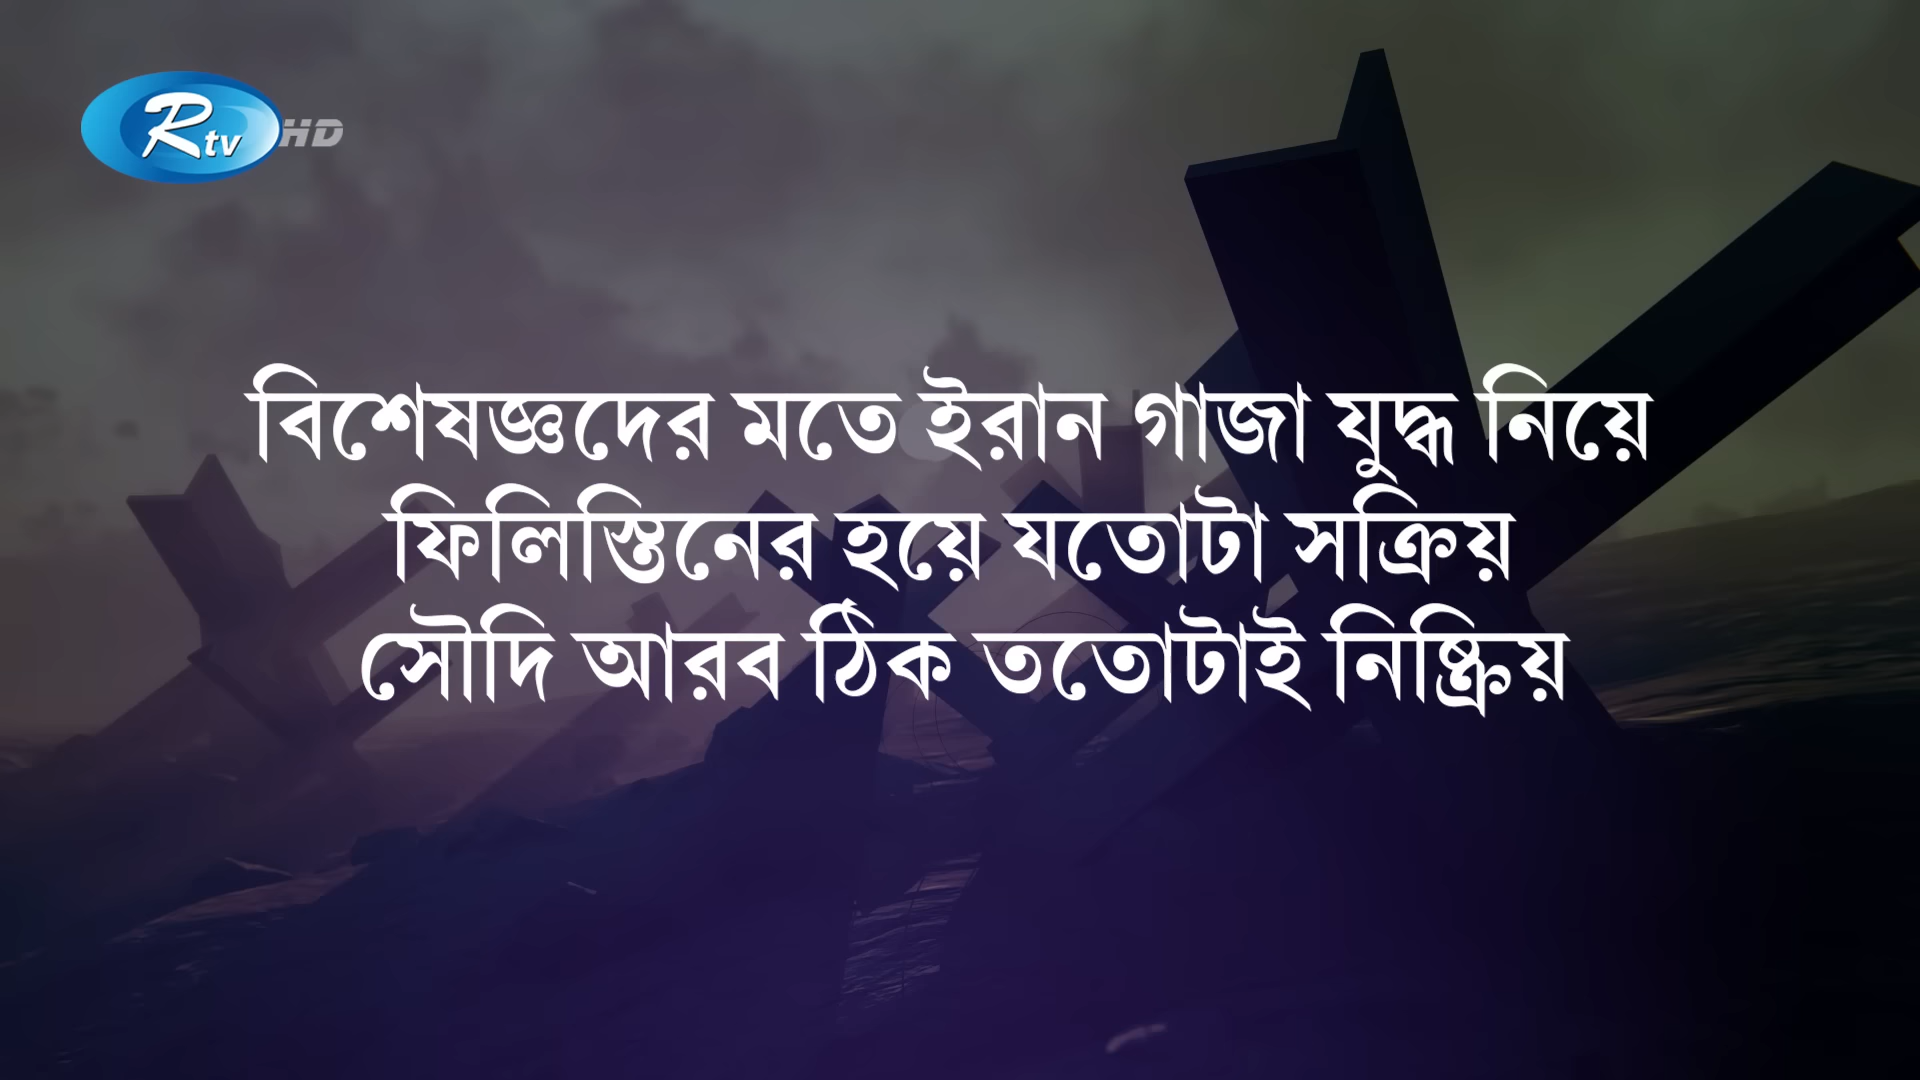 Rtv HD
বিশেষজ্ঞদের মতে ইরান গাজা যুদ্ধ নিয়ে
ফিলিস্তিনের হয়ে যতোটা সক্রিয়
সৌদি আরব ঠিক ততোটাই নিষ্ক্রিয়